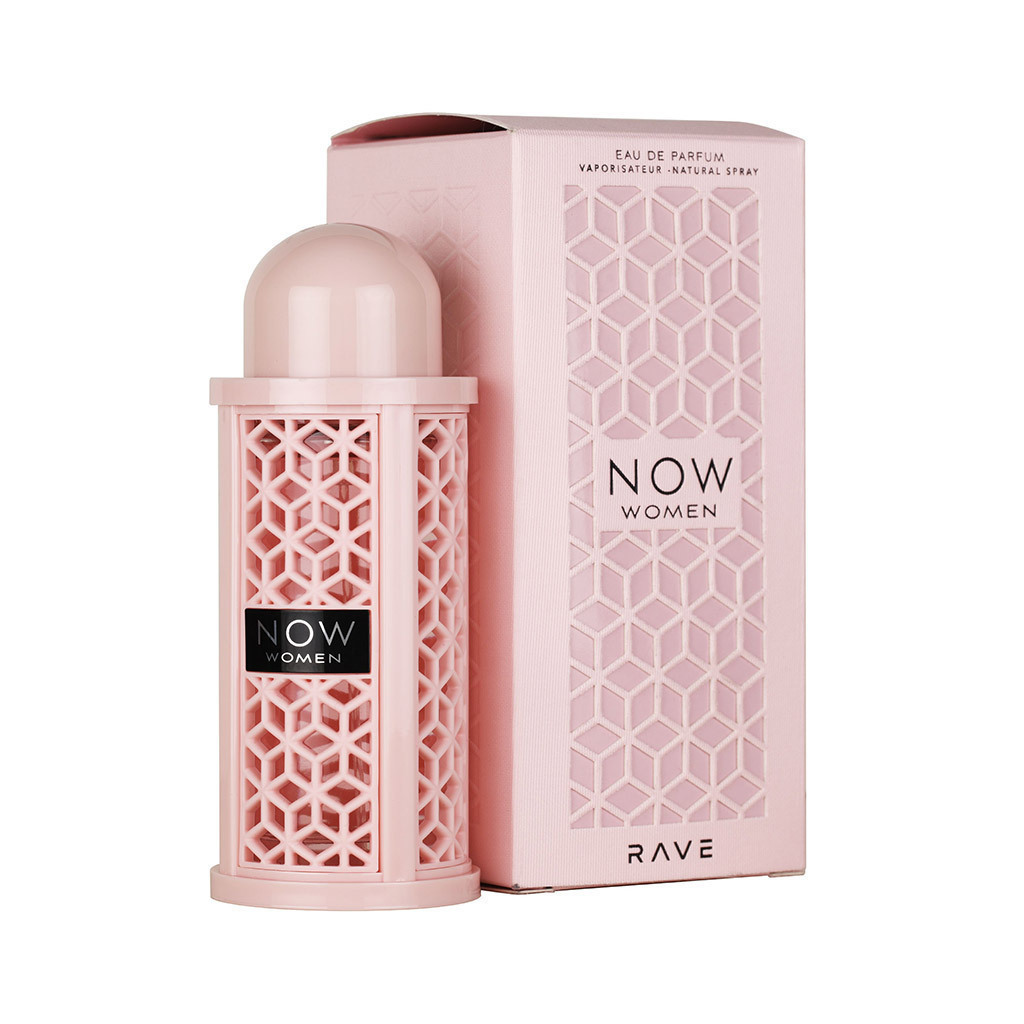 EAU DE PARFUM
VAPORISATEUR - NATURAL SPRAY
NOW
WOMEN
RAVE
NOW
WOMEN